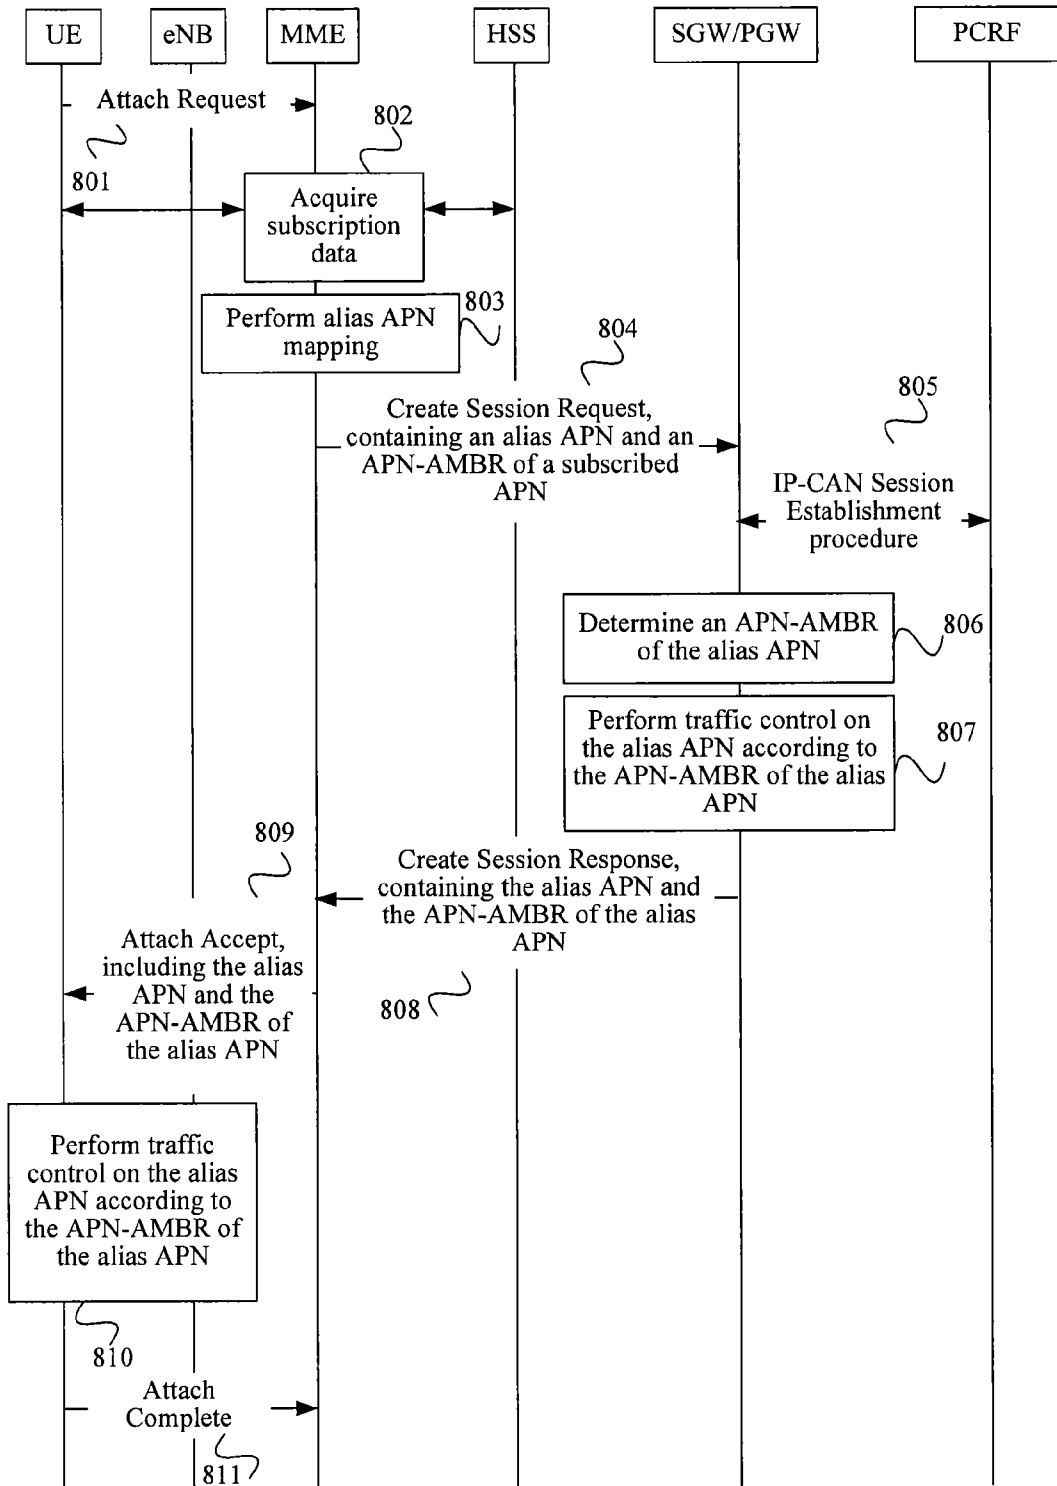 UE eNB MME HSS SGW/PGW PCRF
Attach Request
801
802
Acquire
subscription
data
Perform alias APN
mapping
803
804
Create Session Request,
containing an alias APN and an
APN-AMBR of a subscribed
APN
805
IP-CAN Session
Establishment
procedure
Determine an APN-AMBR
of the alias APN
806
Perform traffic control on
the alias APN according to
the APN-AMBR of the alias
APN
807
Create Session Response,
containing the alias APN and
the APN-AMBR of the alias
APN
808
809
Attach Accept,
including the alias
APN and the
APN-AMBR of
the alias APN
Perform traffic
control on the alias
APN according to
the APN-AMBR of
the alias APN
810
Attach
Complete
811